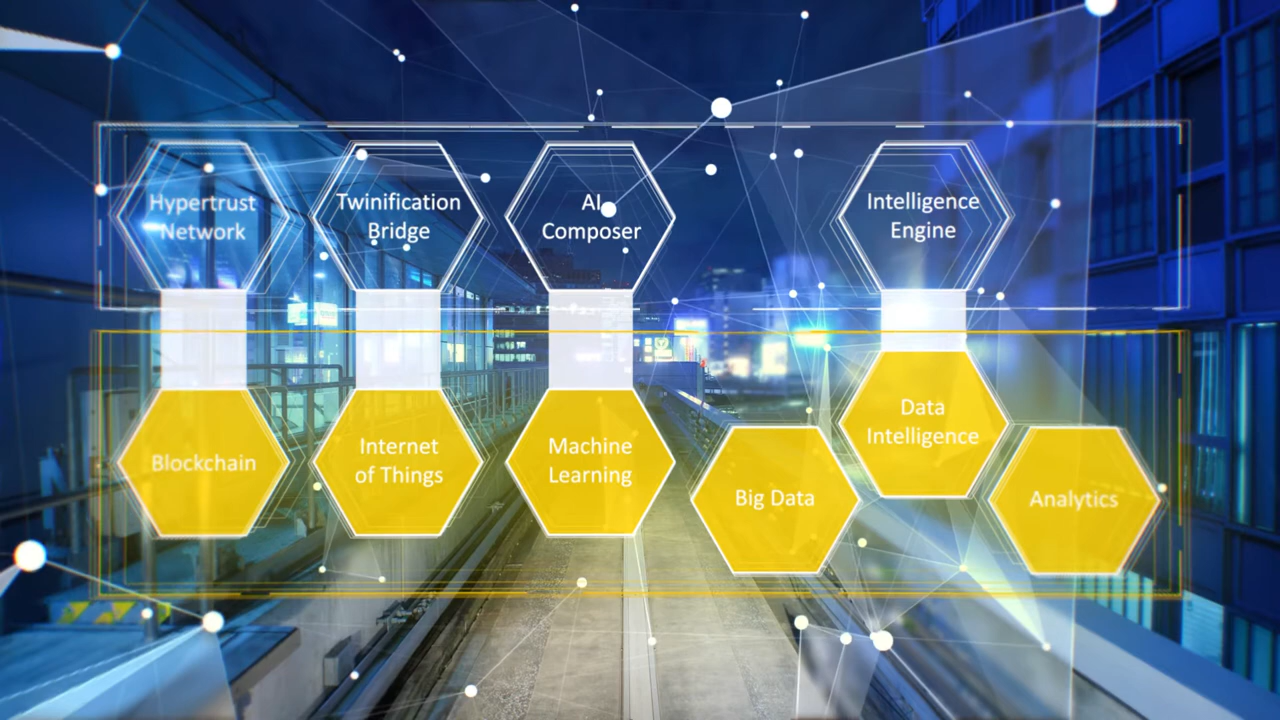 Hypertrust
Network
Twinification
Bridge
AI
Composer
Intelligence
Engine
Blockchain
Internet
of Things
Machine
Learning
Big Data
Data
Intelligence
Analytics